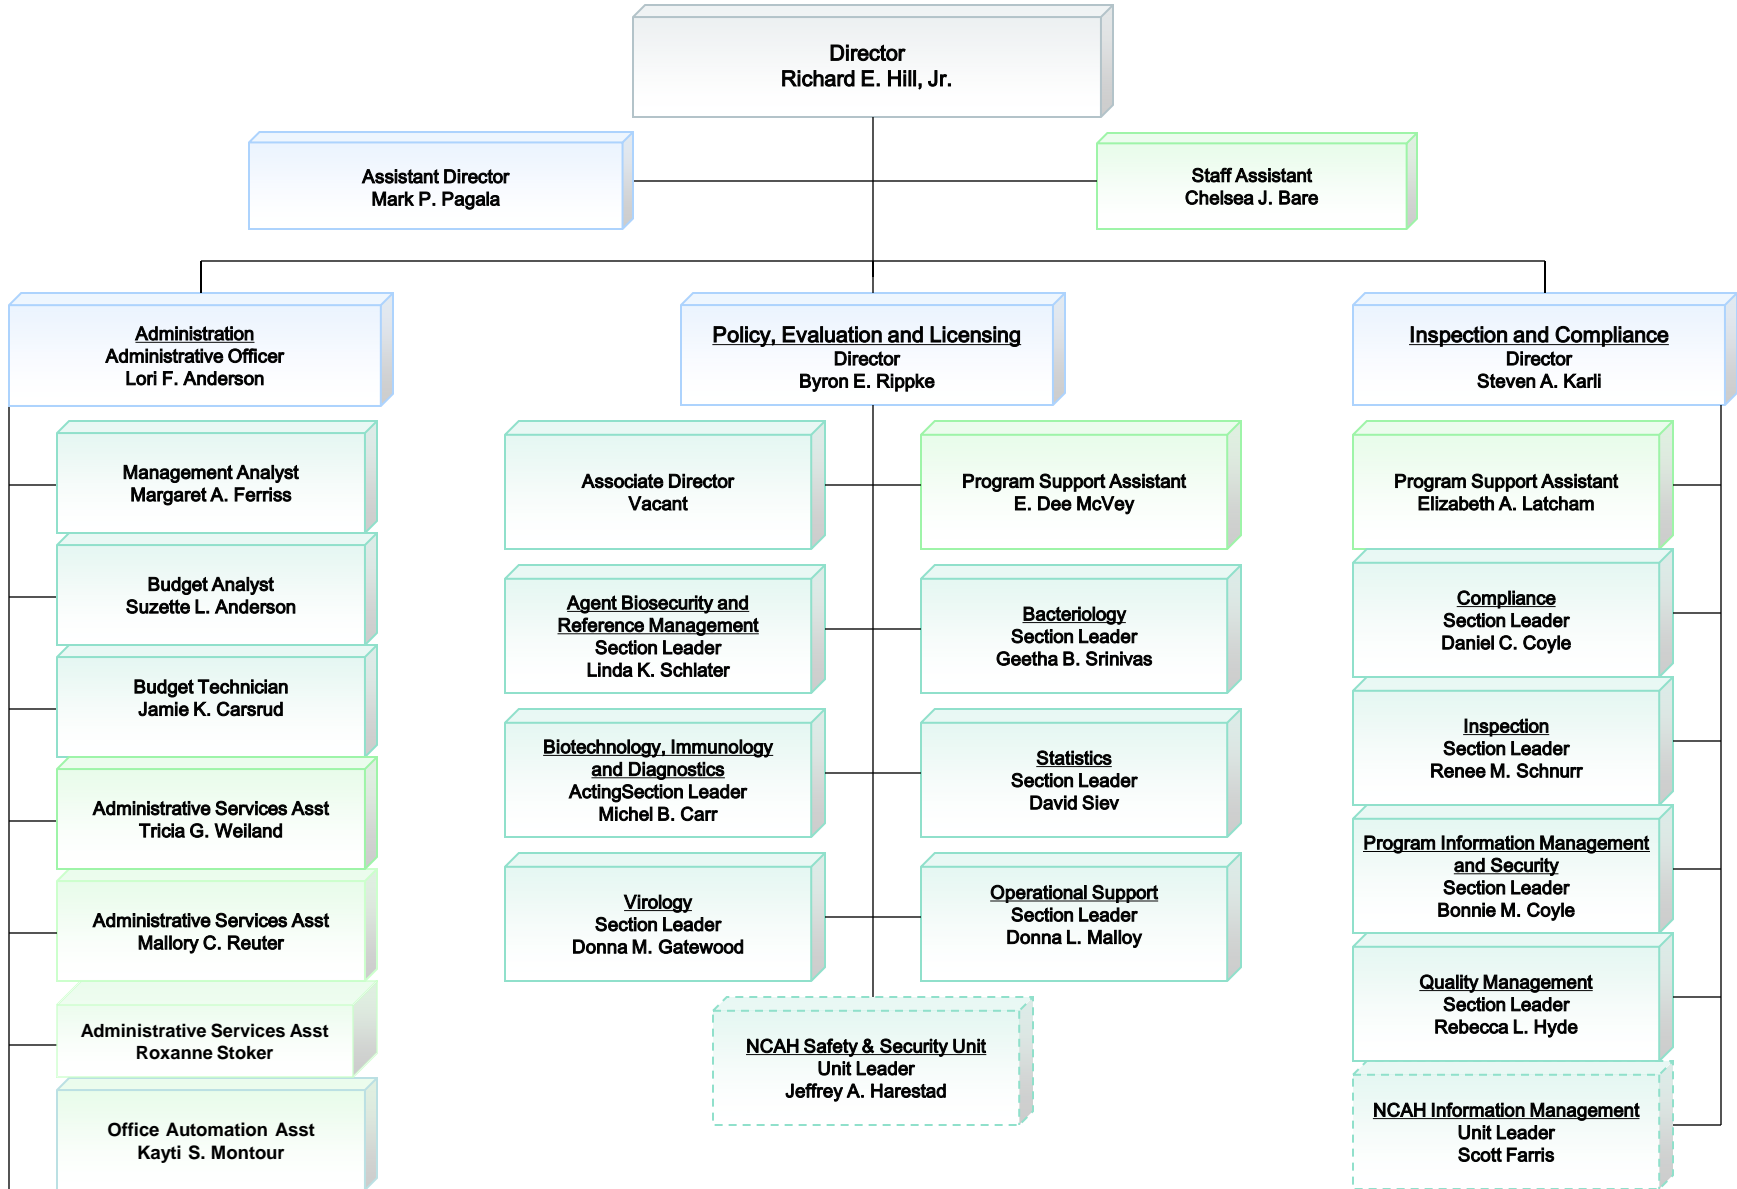 Director
Richard E. Hill, Jr.
Assistant Director
Mark P. Pagala
Staff Assistant
Chelsea J. Bare
Administration
Administrative Officer
Lori F. Anderson
Management Analyst
Margaret A. Ferriss
Budget Analyst
Suzette L. Anderson
Budget Technician
Jamie K. Carsrud
Administrative Services Asst
Tricia G. Weiland
Administrative Services Asst
Mallory C. Reuter
Administrative Services Asst
Roxanne Stoker
Office Automation Asst
Kayti S. Montour
Policy, Evaluation and Licensing
Director
Byron E. Rippke
Associate Director
Vacant
Program Support Assistant
E. Dee McVey
Agent Biosecurity and
Reference Management
Section Leader
Linda K. Schlater
Bacteriology
Section Leader
Geetha B. Srinivas
Biotechnology, Immunology
and Diagnostics
ActingSection Leader
Michel B. Carr
Statistics
Section Leader
David Siev
Virology
Section Leader
Donna M. Gatewood
Operational Support
Section Leader
Donna L. Malloy
NCAH Safety & Security Unit
Unit Leader
Jeffrey A. Harestad
Inspection and Compliance
Director
Steven A. Karli
Program Support Assistant
Elizabeth A. Latcham
Compliance
Section Leader
Daniel C. Coyle
Inspection
Section Leader
Renee M. Schnurr
Program Information Management
and Security
Section Leader
Bonnie M. Coyle
Quality Management
Section Leader
Rebecca L. Hyde
NCAH Information Management
Unit Leader
Scott Farris